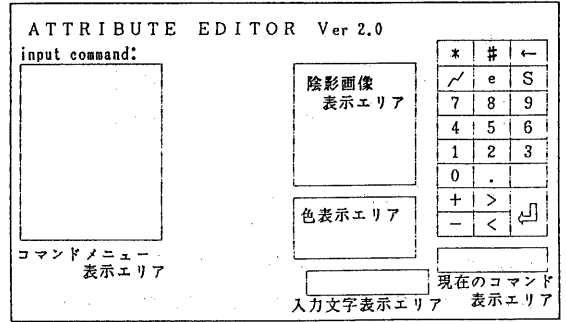 ATTRIBUTE EDITOR Ver 2.0
input command:
陰影画像
表示エリア
色表示エリア
コマンドメニュー
表示エリア
入力文字表示エリア
* # ←
e S
7 8 9
4 5 6
1 2 3
0 .
+ >
- <
現在のコマンド
表示エリア